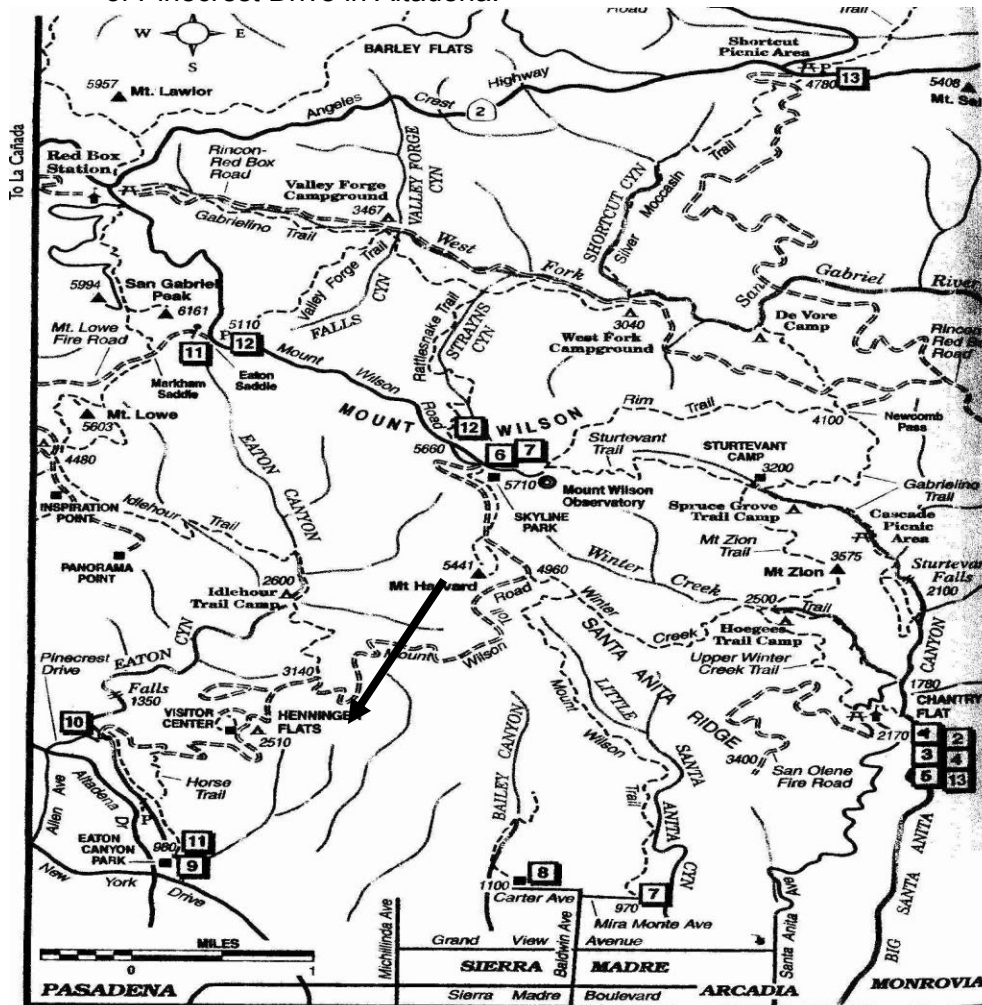 of Pinecrest Drive in Altadena.
Road
Trail
W E
S
BARLEY FLATS
Shortcut
Picnic Area
P
13
4780
5408
5957
Mt. Lawlor
Highway
Angeles Crest
2
To La Cañada
Red Box
Station
Rincon-
Red Box
Road
VALLEY FORGE
CYN
Valley Forge
Campground
3467
Gabrielino Trail
SHORTCUT CYN
Silver Moccasin Trail
West Fork San Gabriel River
Valley Forge Trail
FALLS CYN
San Gabriel
Peak
5994
6161
5110
P
12
11
Eaton
Saddle
Markham
Saddle
Mt. Lowe
Fire Road
Mt. Lowe
5603
4480
Rattlesnake Trail
STRAYNS
CYN
3040
West Fork
Campground
De Vore
Camp
Rincon-
Red Box
Road
Mount Wilson Road
MOUNT WILSON
12
5660
6
7
5710
Mount Wilson
Observatory
SKYLINE
PARK
Rim Trail
4100
Newcomb
Pass
Sturtevant
Trail
STURTEVANT
CAMP
3200
Gabrielino
Trail
Spruce Grove
Trail Camp
Cascade
Picnic
Area
Mt Zion
Trail
3575
Mt Zion
Sturtevant
Falls
2100
EATON CANYON
INSPIRATION
POINT
Idlehour Trail
PANORAMA
POINT
2600
Idlehour
Trail Camp
5441
Mt Harvard
4960
Winter Creek
Winter Creek Trail
2500
Hoegees
Trail Camp
Upper Winter
Creek Trail
CANYON
1780
CHANTRY
FLAT
2170
4
2
3
4
5
13
Mount Wilson Toll Road
SANTA ANITA RIDGE
3400
San Olene
Fire Road
LITTLE SANTA ANITA CYN
Mount Wilson Trail
BAILEY CANYON
Pinecrest
Drive
EATON CYN
Falls
1350
3140
VISITOR
CENTER
HENNINGER
FLATS
2510
10
Horse
Trail
Allen Ave
Altadena Dr
P
EATON
CANYON
PARK
980
11
9
New York Drive
1100
8
Carter Ave
970
7
Mira Monte Ave
Michillinda Ave
Baldwin Ave
Santa Anita Ave
BIG SANTA ANITA
MILES
0 1
Grand View Avenue
SIERRA MADRE
Sierra Madre Boulevard
PASADENA
ARCADIA
MONROVIA